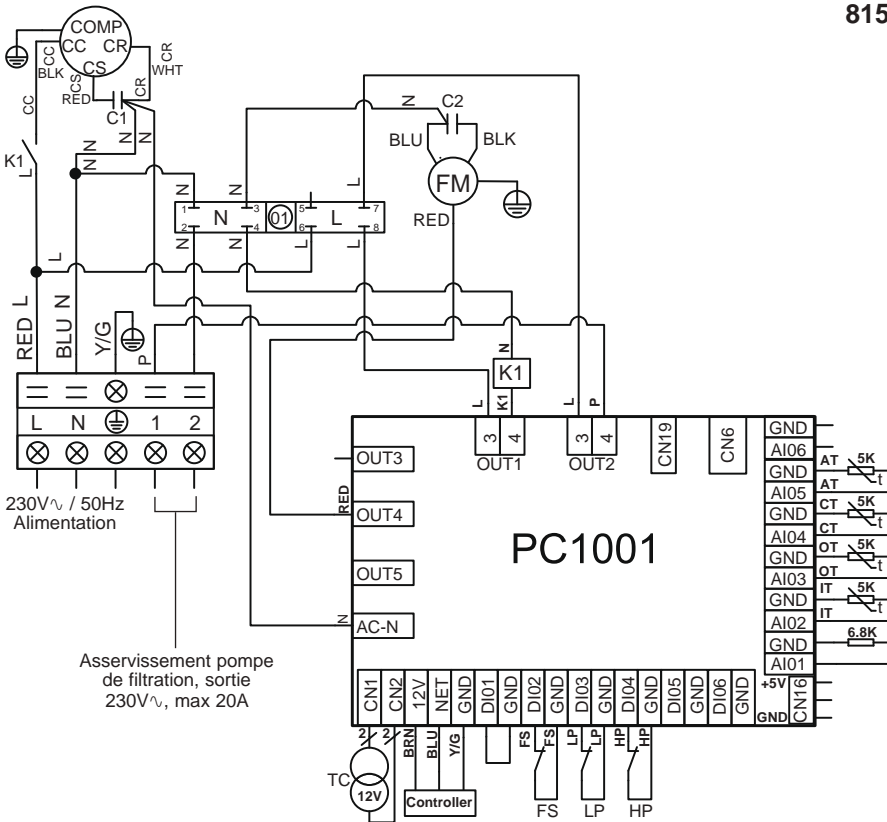 815
COMP
CC CR
CS
CC
BLK
CR
WHT
CS
RED
CR
C1
CC
N N N
K1
L
N
N
N
C2
BLU
BLK
FM
RED
N
N
L
1 3 5 7
N 01 L
2 4 6 8
N
N
L
L
L
RED L
BLU N
Y/G
P
L N 1 2
230V∿ / 50Hz
Alimentation
Asservissement pompe
de filtration, sortie
230V∿, max 20A
N
K1
L
K1
L
P
3 4
OUT1
3 4
OUT2
CN19
CN6
OUT3
RED
OUT4
OUT5
N
AC-N
PC1001
GND
AI06
GND
AI05
GND
AI04
GND
AI03
GND
AI02
GND
AI01
AT 5K
t
AT
CT 5K
t
CT
OT 5K
t
OT
IT 5K
t
IT
6.8K
+5V
CN16
GND
CN1 CN2 12V NET GND DI01 GND DI02 GND DI03 GND DI04 GND DI05 GND DI06 GND
2 2 BRN BLU Y/G FS FS LP LP HP HP
TC
12V
Controller
FS
LP
HP